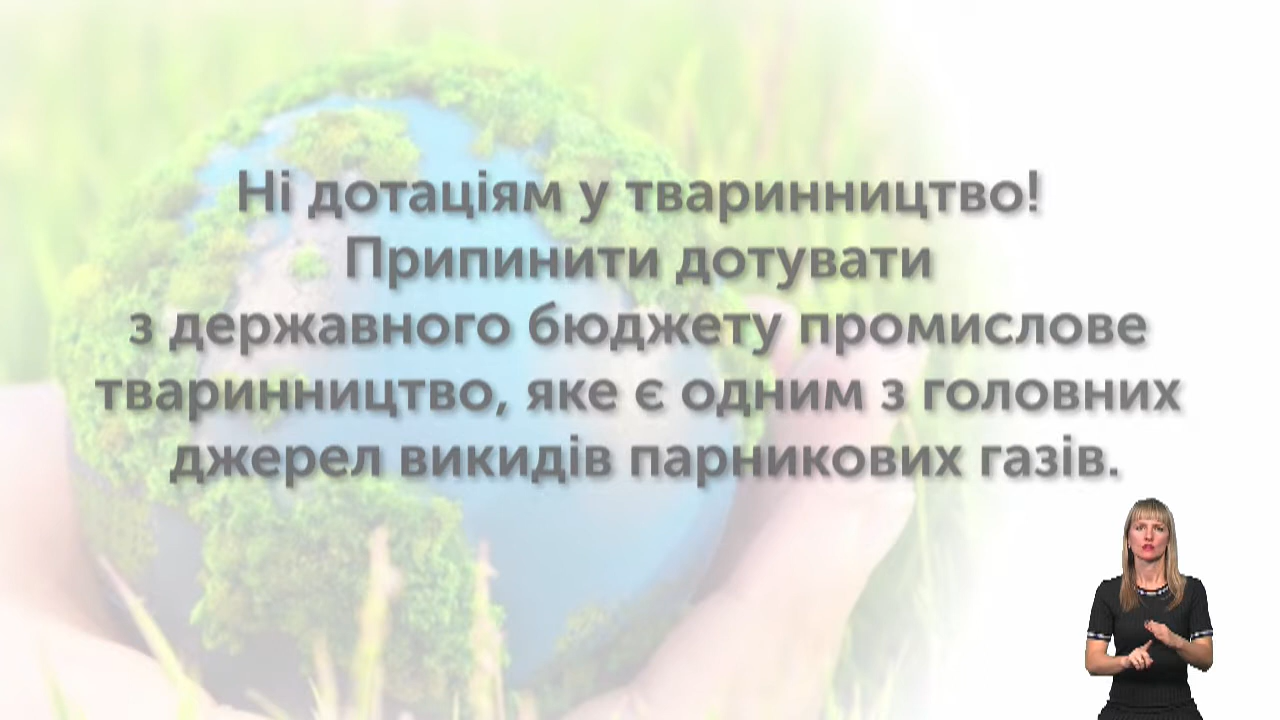 Ні дотаціям у тваринництво!
Припинити дотувати
з державного бюджету промислове
тваринництво, яке є одним з головних
джерел викидів парникових газів.